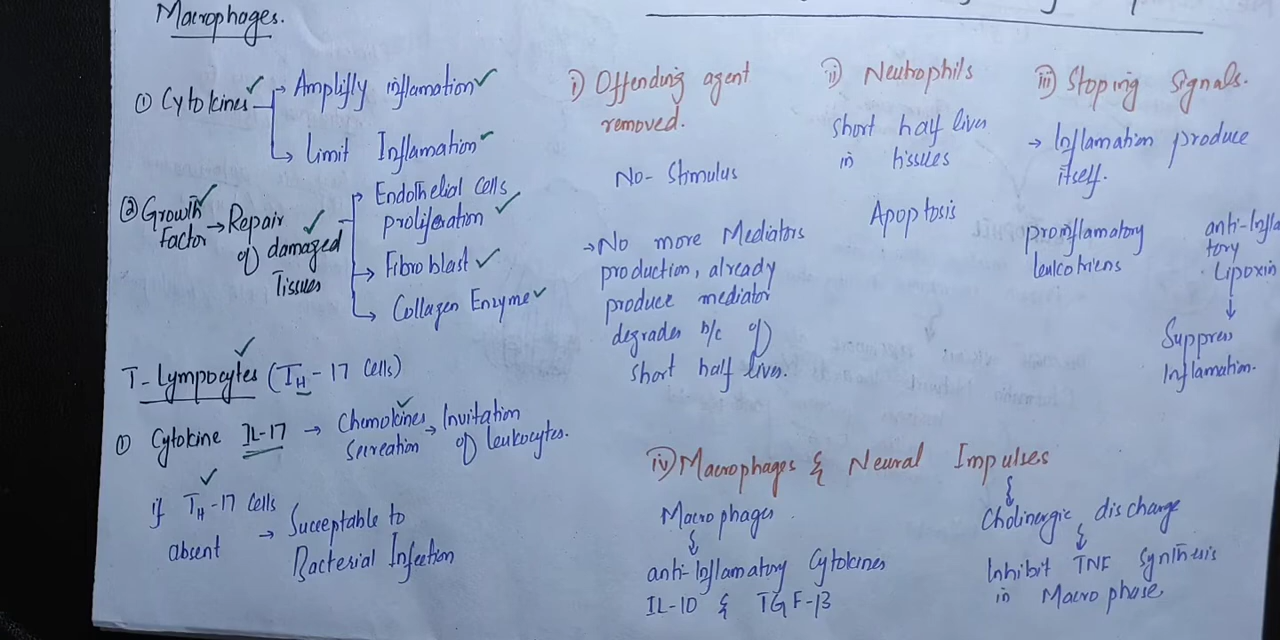 Macrophages.
① Cytokines
Amplifly inflamation
Limit Inflamation
② Growth → Repair
Factor
of damaged
Tissues
Endothelial Cells
proliferation
Fibroblast
Collagen Enzyme
T-Lympocytes (TH-17 Cells)
① Cytokine IL-17 → Chemokines → Invitation
Secreation
of leukocytes.
if TH-17 Cells
absent
→ Suceptable to
Bacterial Infection
i) Offending agent
removed.
No-Stimulus
→ No more Mediators
production, already
produce mediator
degrades b/c of
short half lives.
ii) Neutrophils
short half lives
in tissues
Apoptosis
iii) Stoping Signals.
→ Inflamation produce
itself.
proinflamatory
leukotriens
anti-Infla
tory
Lipoxin
Suppress
Inflamation.
iv) Macrophages & Neural Impulses
Macrophages
anti-Inflamatory Cytokines
IL-10 & TGF-β
Cholinergic discharge
Inhibit TNF Synthesis
in Macrophase